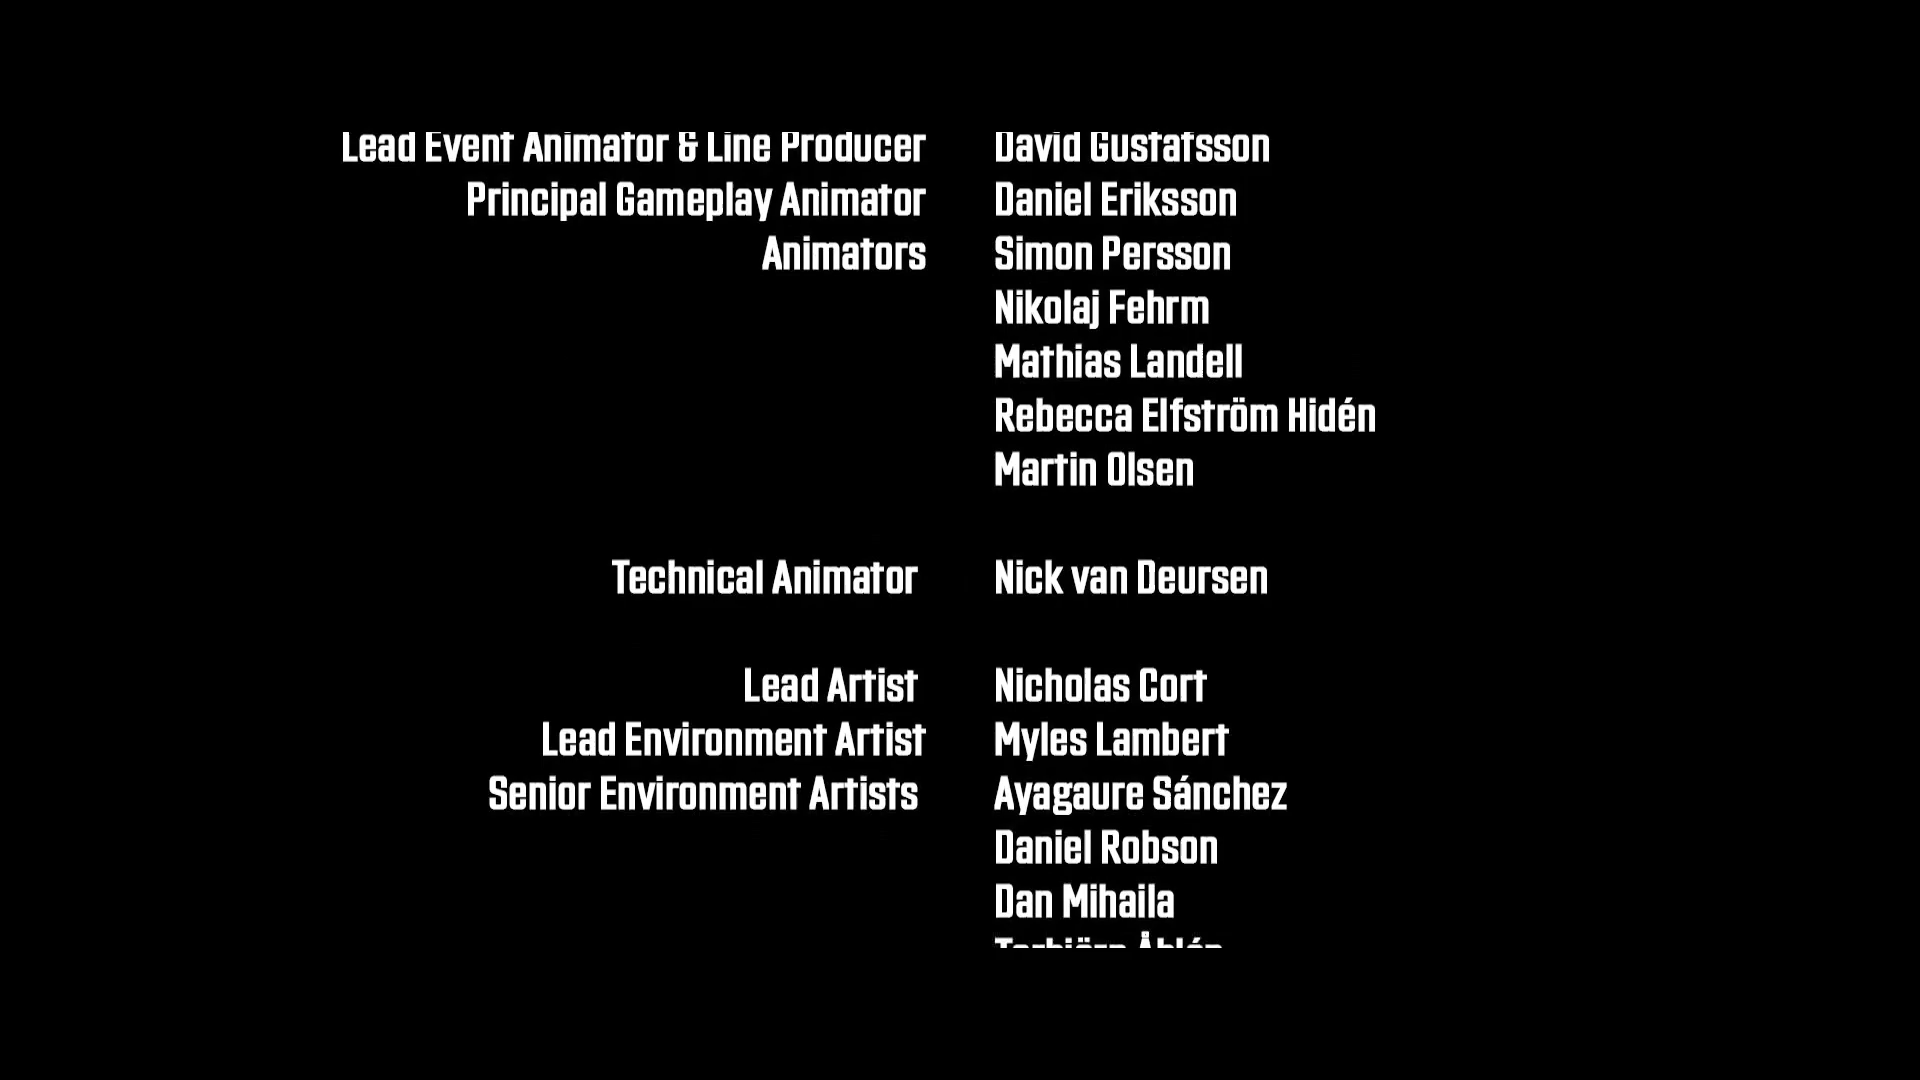 Lead Event Animator & Line Producer David Gustafsson
Principal Gameplay Animator Daniel Eriksson
Animators Simon Persson
Nikolaj Fehrm
Mathias Landell
Rebecca Elfström Hidén
Martin Olsen
Technical Animator Nick van Deursen
Lead Artist Nicholas Cort
Lead Environment Artist Myles Lambert
Senior Environment Artists Ayagaure Sánchez
Daniel Robson
Dan Mihaila